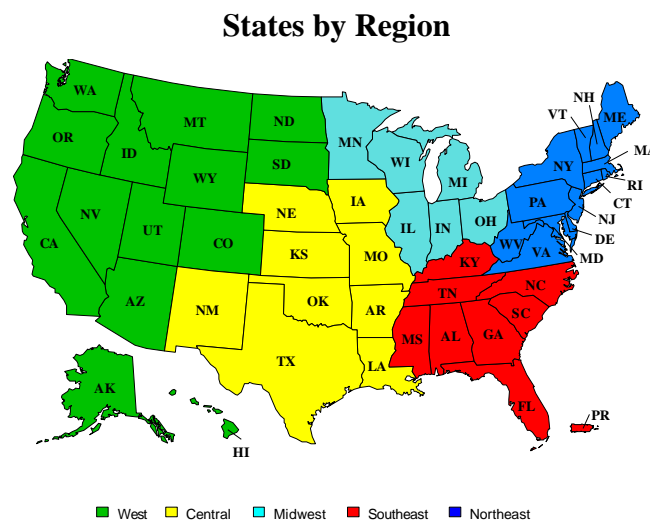 States by Region
WA
MT
ND
MN
VT
NH
ME
OR
ID
WI
MI
NY
MA
SD
WY
RI
CT
NV
NE
IA
PA
NJ
UT
CO
IL
IN
OH
WV
VA
DE
MD
CA
KS
MO
KY
AZ
NM
OK
AR
TN
NC
SC
TX
MS
AL
GA
LA
AK
FL
PR
HI
West Central Midwest Southeast Northeast